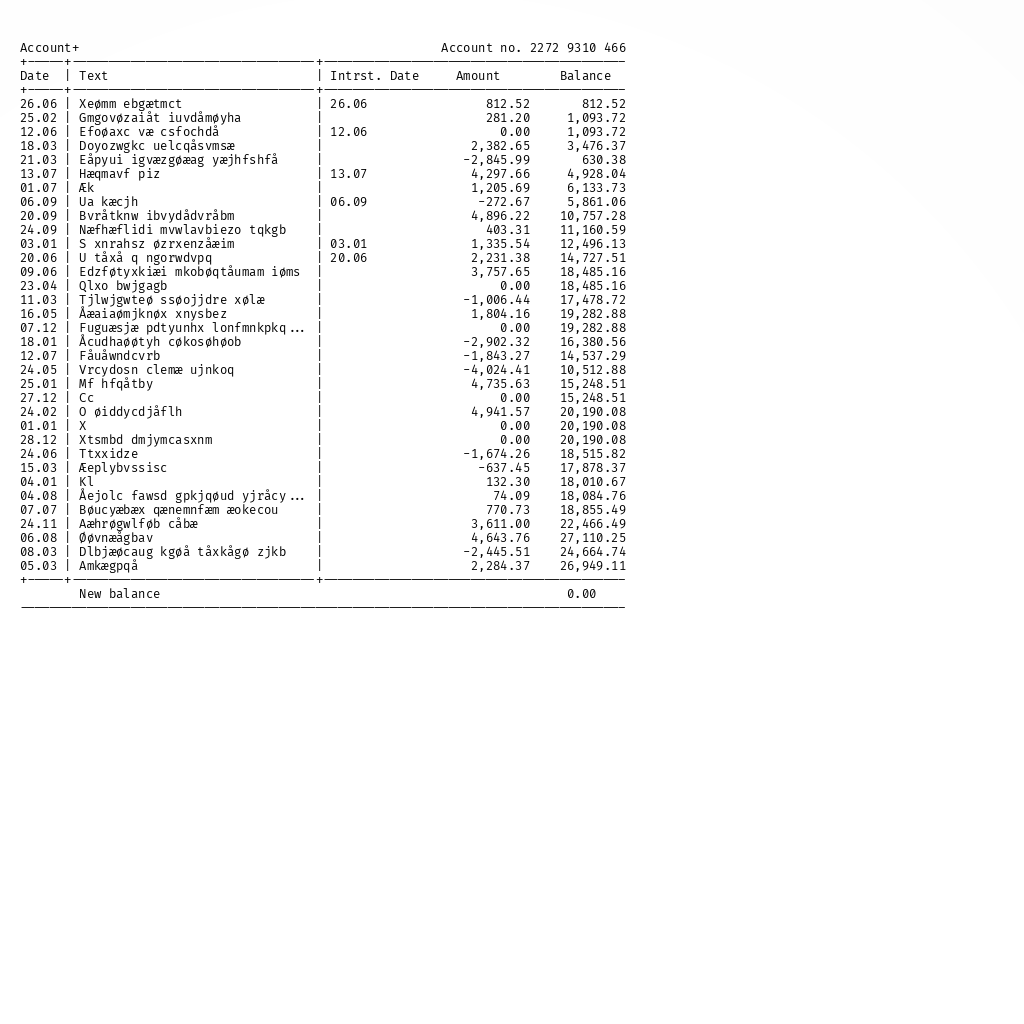 Account+ Account no. 2272 9310 466
+-----+---------------------------------+-----------------------------------------
Date | Text | Intrst. Date Amount Balance
+-----+---------------------------------+-----------------------------------------
26.06 | Xeømm ebgætmct | 26.06 812.52 812.52
25.02 | Gmgovøzaiåt iuvdåmøyha | 281.20 1,093.72
12.06 | Efoøaxc væ csfochdå | 12.06 0.00 1,093.72
18.03 | Doyozwgkc uelcqåsvmsæ | 2,382.65 3,476.37
21.03 | Eåpyui igvæzgøæag yæjhfshfå | -2,845.99 630.38
13.07 | Hæqmavf piz | 13.07 4,297.66 4,928.04
01.07 | Æk | 1,205.69 6,133.73
06.09 | Ua kæcjh | 06.09 -272.67 5,861.06
20.09 | Bvråtknw ibvydådvråbm | 4,896.22 10,757.28
24.09 | Næfhæflidi mvwlavbiezo tqkgb | 403.31 11,160.59
03.01 | S xnrahsz øzrxenzåæim | 03.01 1,335.54 12,496.13
20.06 | U tåxå q ngorwdvpq | 20.06 2,231.38 14,727.51
09.06 | Edzføtyxkiæi mkobøqtåumam iøms | 3,757.65 18,485.16
23.04 | Qlxo bwjgagb | 0.00 18,485.16
11.03 | Tjlwjgwteø ssøojjdre xølæ | -1,006.44 17,478.72
16.05 | Åæaiaømjknøx xnysbez | 1,804.16 19,282.88
07.12 | Fuguæsjæ pdtyunhx lonfmnkpkq... | 0.00 19,282.88
18.01 | Åcudhaøøtyh cøkosøhøob | -2,902.32 16,380.56
12.07 | Fåuåwndcvrb | -1,843.27 14,537.29
24.05 | Vrcydosn clemæ ujnkoq | -4,024.41 10,512.88
25.01 | Mf hfqåtby | 4,735.63 15,248.51
27.12 | Cc | 0.00 15,248.51
24.02 | O øiddycdjåflh | 4,941.57 20,190.08
01.01 | X | 0.00 20,190.08
28.12 | Xtsmbd dmjymcasxnm | 0.00 20,190.08
24.06 | Ttxxidze | -1,674.26 18,515.82
15.03 | Æeplybvssisc | -637.45 17,878.37
04.01 | Kl | 132.30 18,010.67
04.08 | Åejolc fawsd gpkjqøud yjråcy... | 74.09 18,084.76
07.07 | Bøucyæbæx qænemnfæm æokecou | 770.73 18,855.49
24.11 | Aæhrøgwlføb cåbæ | 3,611.00 22,466.49
06.08 | Øøvnæågbav | 4,643.76 27,110.25
08.03 | Dlbjæøcaug kgøå tåxkågø zjkb | -2,445.51 24,664.74
05.03 | Amkægpqå | 2,284.37 26,949.11
+-----+---------------------------------+-----------------------------------------
New balance 0.00
----------------------------------------------------------------------------------